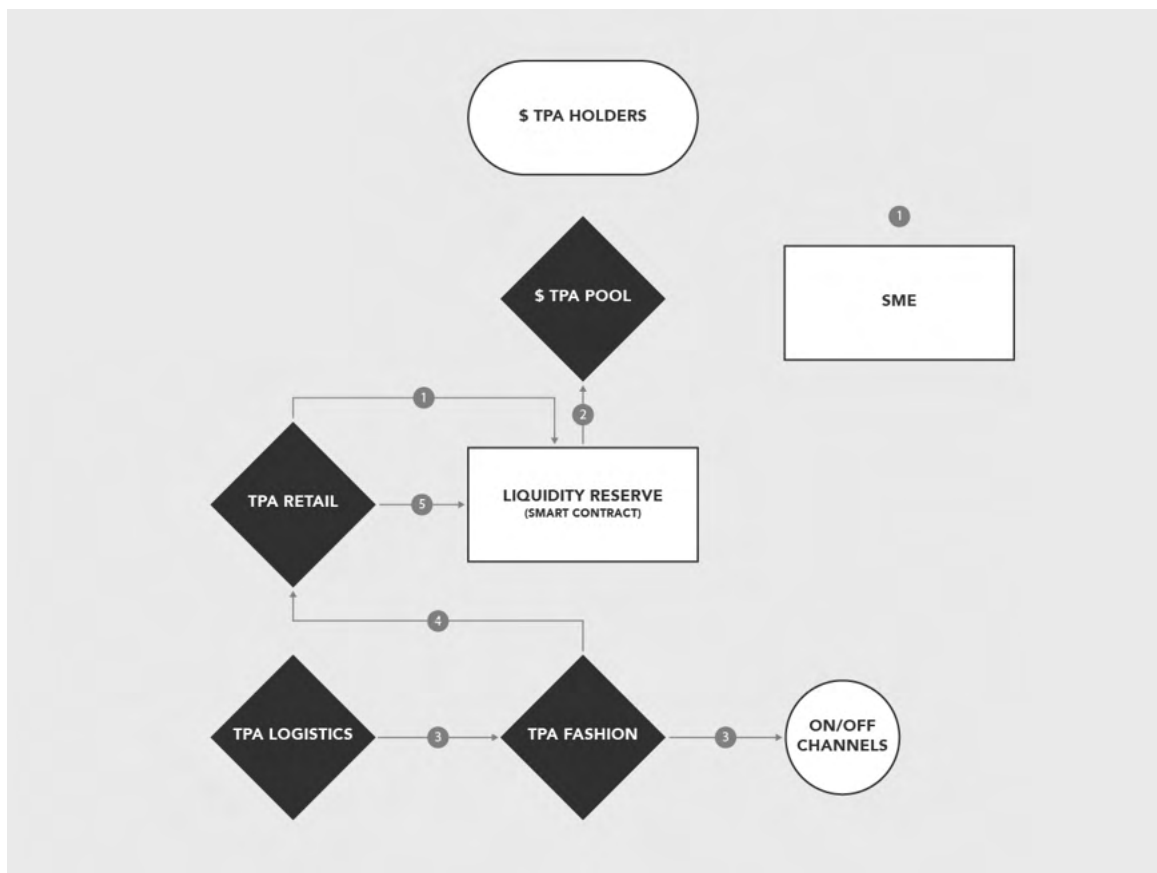 $ TPA HOLDERS
1
$ TPA POOL
SME
1
2
TPA RETAIL
5
LIQUIDITY RESERVE
(SMART CONTRACT)
4
TPA LOGISTICS
3
TPA FASHION
3
ON/OFF
CHANNELS